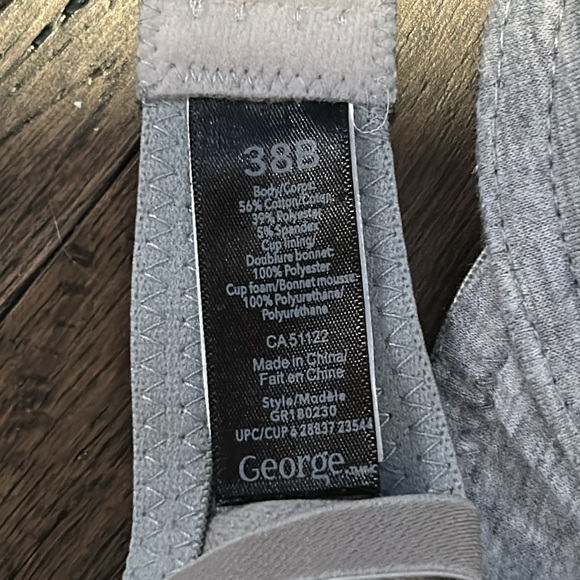 38B
Body/Corps:
56% Cotton/Coton
39% Polyester
5% Spandex
Cup lining/
Doublure bonnet:
100% Polyester
Cup foam/Bonnet mousse:
100% Polyurethane/
Polyuréthane
CA 51122
Made in China/
Fait en Chine
Style/Modèle
GR180230
UPC/CUP 6 28837 23544
George